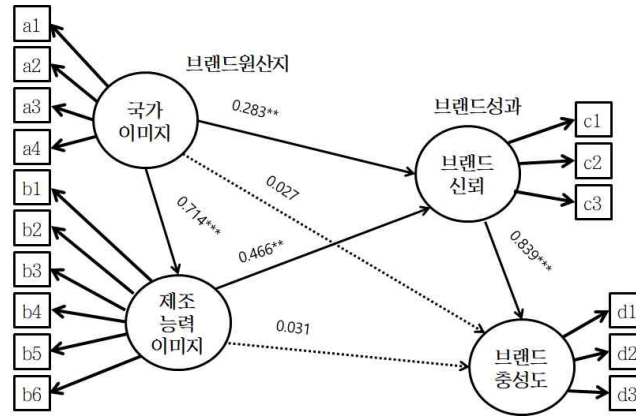 a1
a2
a3
a4
b1
b2
b3
b4
b5
b6
브랜드원산지
국가
이미지
0.283**
브랜드성과
브랜드
신뢰
c1
c2
c3
0.714***
0.027
0.466**
0.839***
제조
능력
이미지
0.031
브랜드
충성도
d1
d2
d3